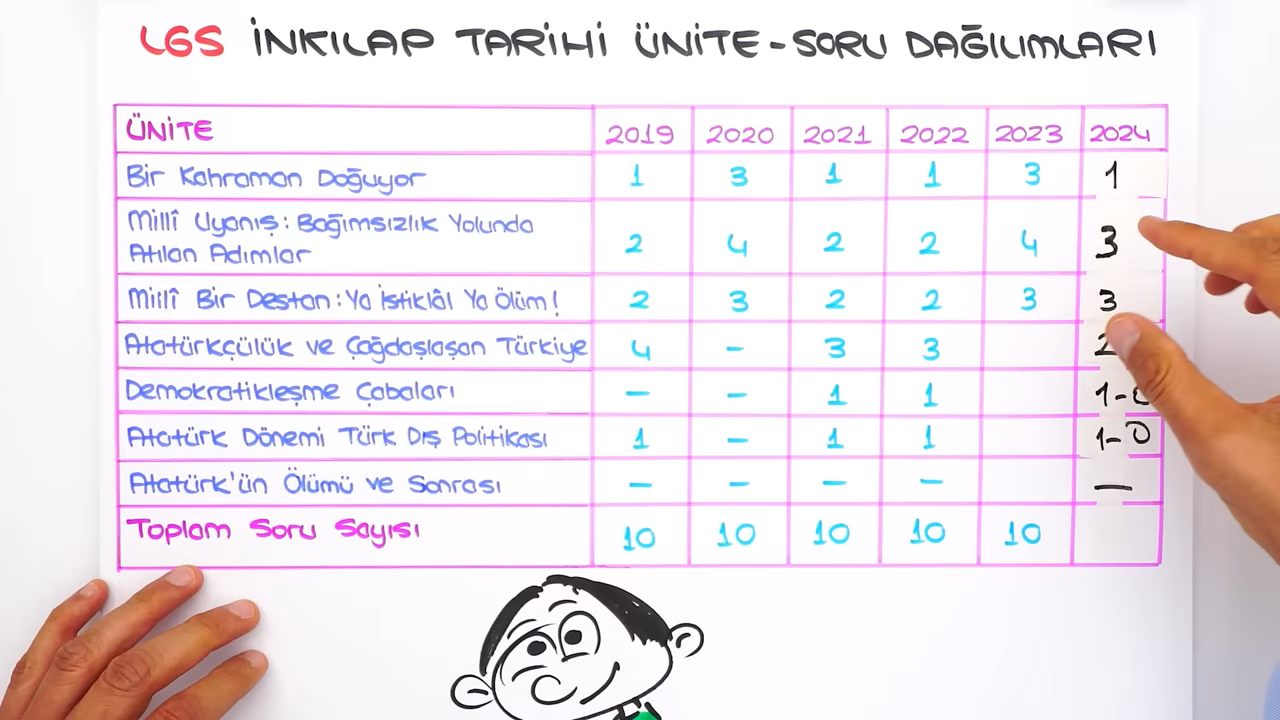 LGS İNKILAP TARİHİ ÜNİTE-SORU DAĞILIMLARI
ÜNİTE 2019 2020 2021 2022 2023 2024
Bir Kahraman Doğuyor 1 3 1 1 3 1
Millî Uyanış: Bağımsızlık Yolunda
Atılan Adımlar 2 4 2 2 4 3
Millî Bir Destan: Ya İstiklâl Ya Ölüm! 2 3 2 2 3 3
Atatürkçülük ve Çağdaşlaşan Türkiye 4 - 3 3 2
Demokratikleşme Çabaları - - 1 1 1-0
Atatürk Dönemi Türk Dış Politikası 1 - 1 1 1-0
Atatürk'ün Ölümü ve Sonrası - - - - -
Toplam Soru Sayısı 10 10 10 10 10